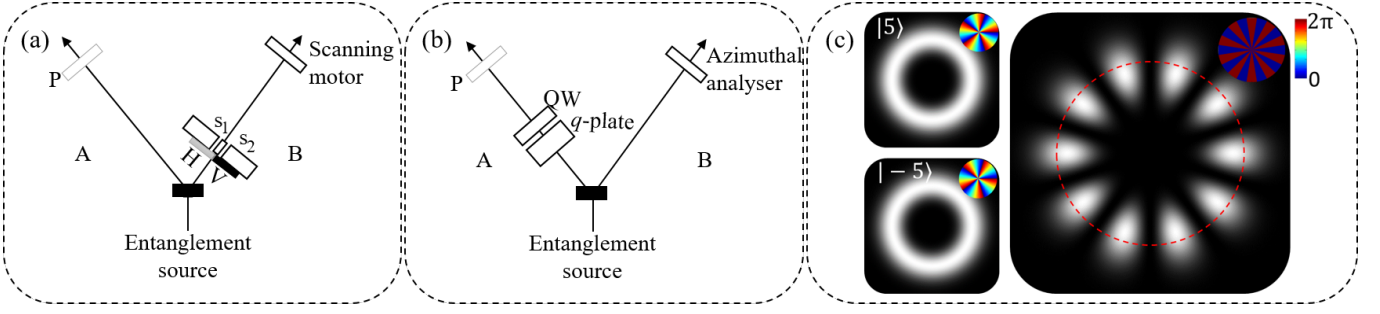 (a)
P
Scanning
motor
s1
s2
H
V
A
B
Entanglement
source
(b)
P
QW
q-plate
Azimuthal
analyser
A
B
Entanglement
source
(c)
|5⟩
|−5⟩
2π
0